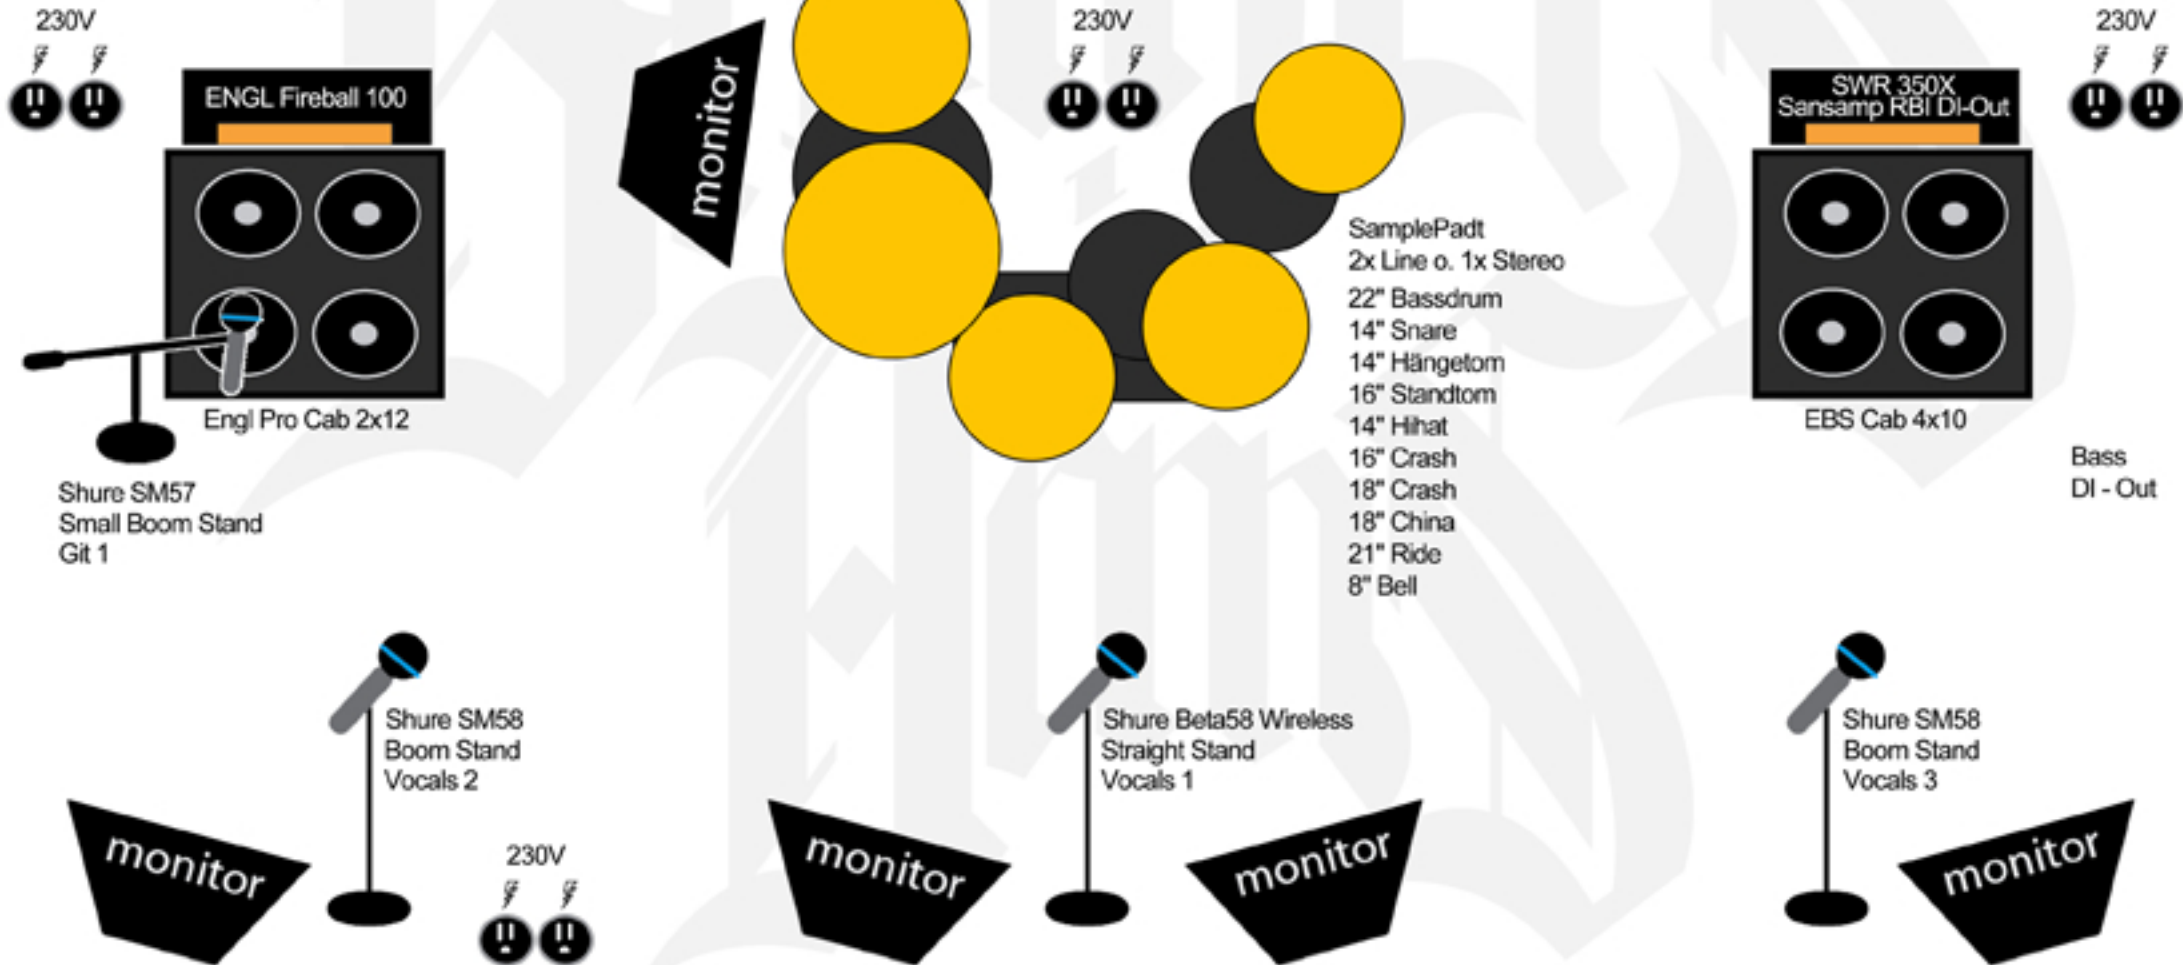 230V
230V
230V
ENGL Fireball 100
monitor
SWR 350X
Sansamp RBI DI-Out
SamplePadt
2x Line o. 1x Stereo
22" Bassdrum
14" Snare
14" Hängetom
16" Standtom
14" Hihat
16" Crash
18" Crash
18" China
21" Ride
8" Bell
Engl Pro Cab 2x12
EBS Cab 4x10
Bass
DI - Out
Shure SM57
Small Boom Stand
Git 1
Shure SM58
Boom Stand
Vocals 2
Shure Beta58 Wireless
Straight Stand
Vocals 1
Shure SM58
Boom Stand
Vocals 3
monitor
230V
monitor
monitor
monitor